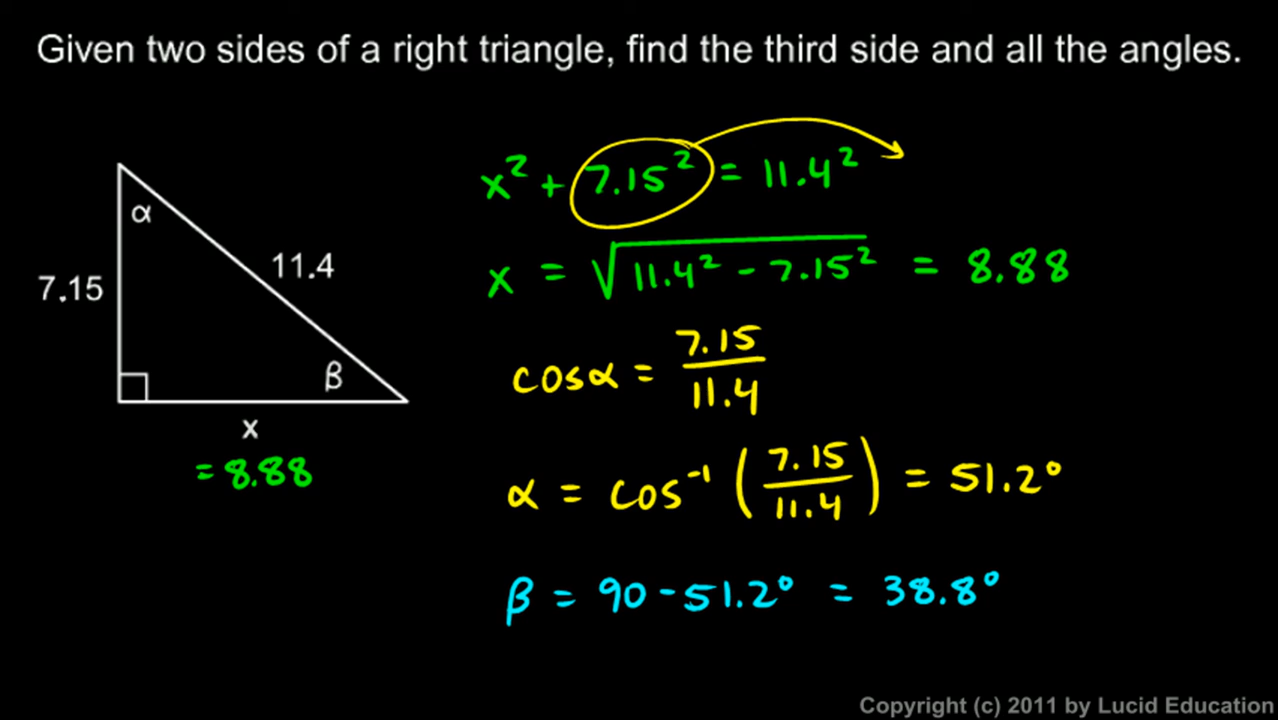 Given two sides of a right triangle, find the third side and all the angles.
x² + 7.15² = 11.4²
α
7.15
11.4
x = √11.4² - 7.15² = 8.88
β
x
= 8.88
cosα = 7.15/11.4
α = cos⁻¹ (7.15/11.4) = 51.2°
β = 90 - 51.2° = 38.8°
Copyright (c) 2011 by Lucid Education